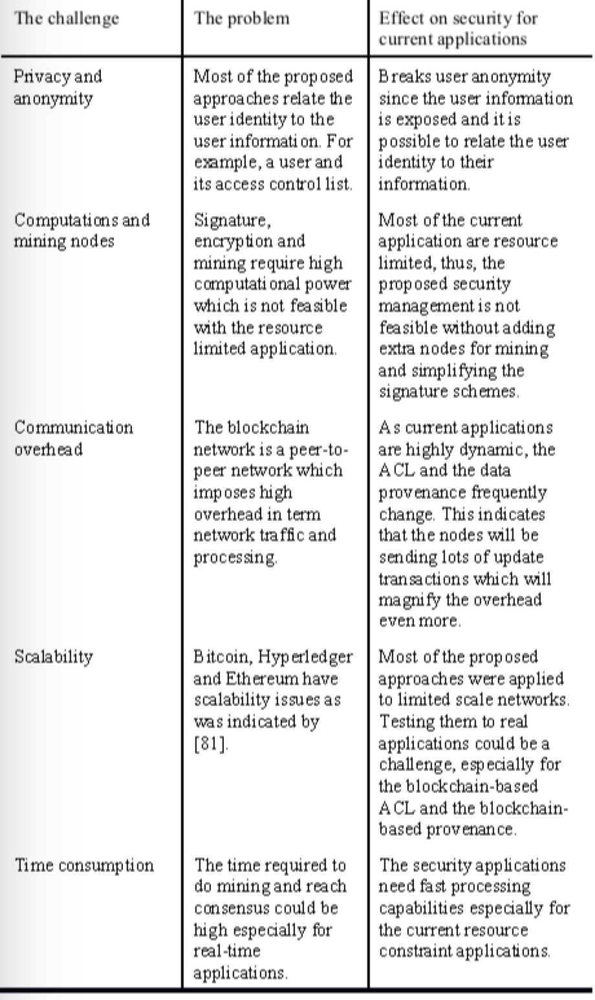 The challenge
The problem
Effect on security for
current applications
Privacy and
anonymity
Most of the proposed
approaches relate the
user identity to the
user information. For
example, a user and
its access control list.
Breaks user anonymity
since the user information
is exposed and it is
possible to relate the user
identity to their
information.
Computations and
mining nodes
Signature,
encryption and
mining require high
computational power
which is not feasible
with the resource
limited application.
Most of the current
application are resource
limited, thus, the
proposed security
management is not
feasible without adding
extra nodes for mining
and simplifying the
signature schemes.
Communication
overhead
The blockchain
network is a peer-to-
peer network which
imposes high
overhead in term
network traffic and
processing.
As current applications
are highly dynamic, the
ACL and the data
provenance frequently
change. This indicates
that the nodes will be
sending lots of update
transactions which will
magnify the overhead
even more.
Scalability
Bitcoin, Hyperledger
and Ethereum have
scalability issues as
was indicated by
[81].
Most of the proposed
approaches were applied
to limited scale networks.
Testing them to real
applications could be a
challenge, especially for
the blockchain-based
ACL and the blockchain-
based provenance.
Time consumption
The time required to
do mining and reach
consensus could be
high especially for
real-time
applications.
The security applications
need fast processing
capabilities especially for
the current resource
constraint applications.